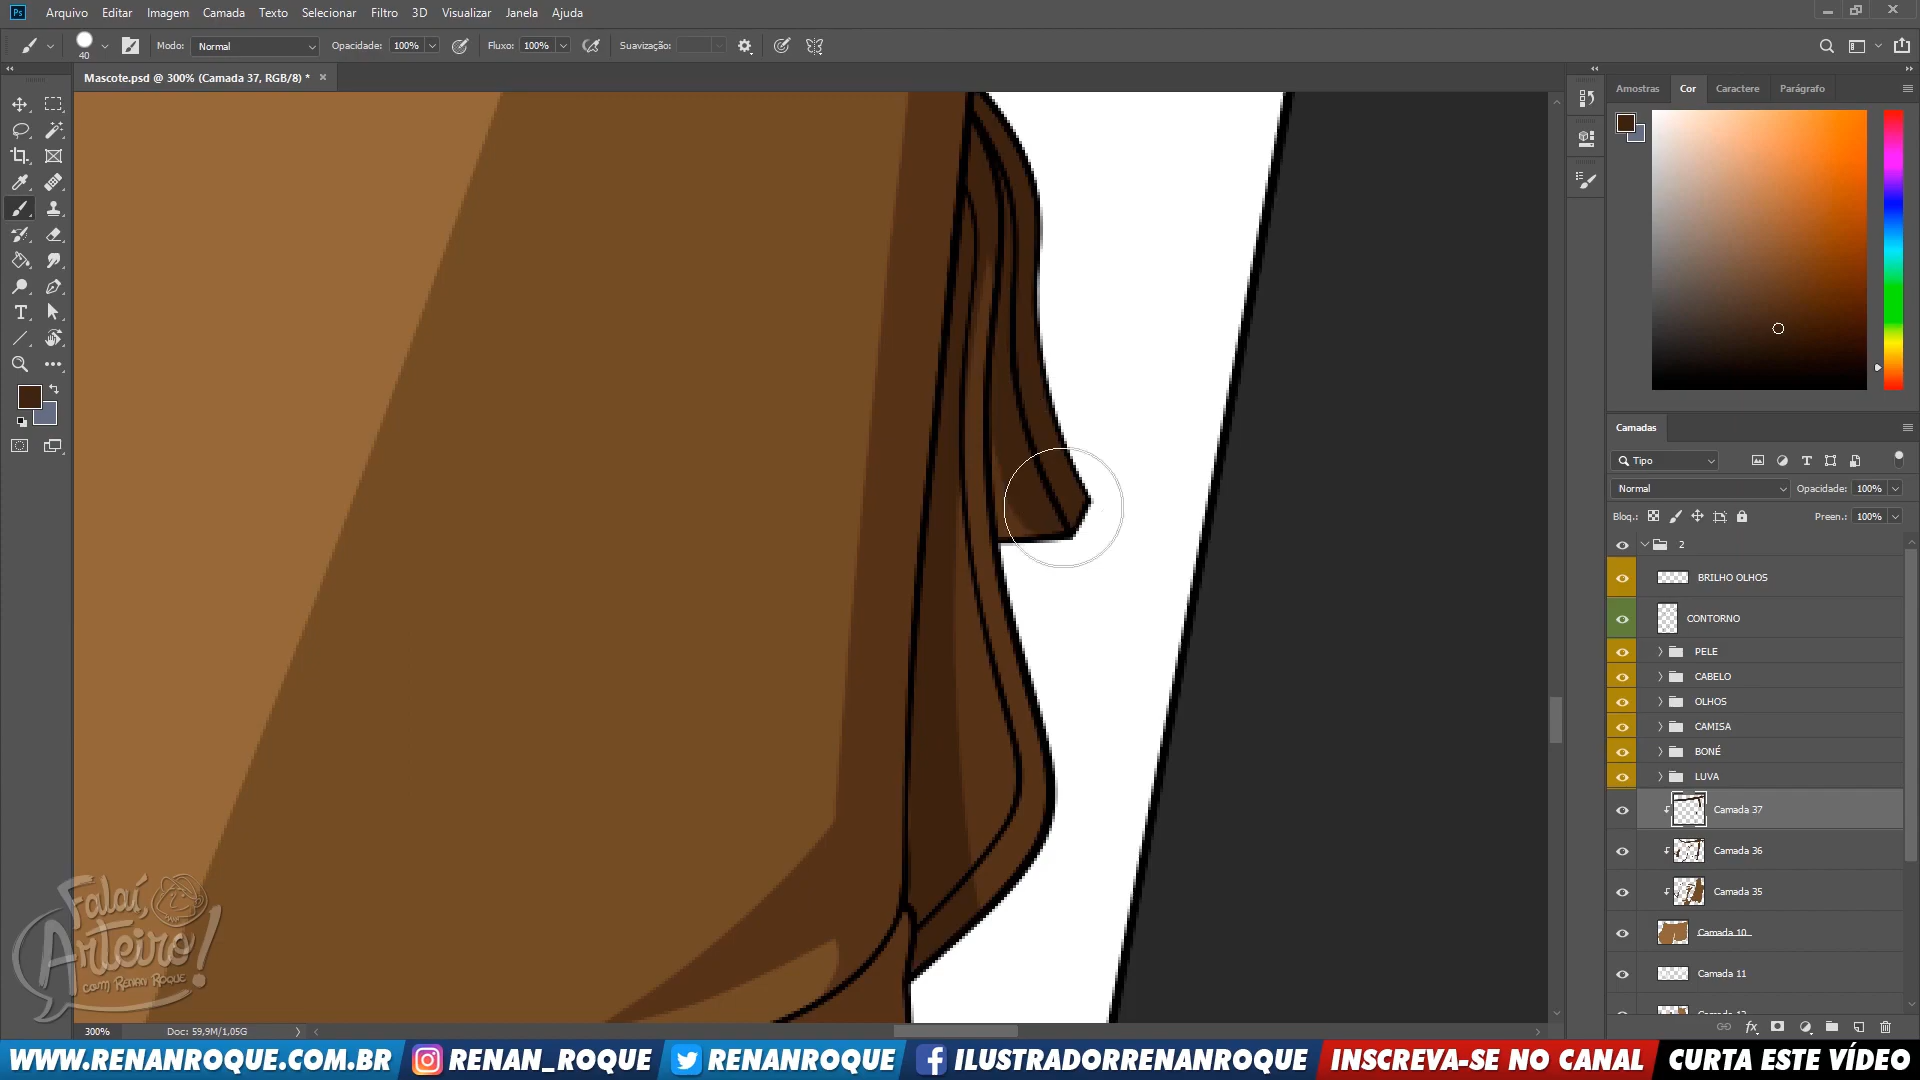 Ps Arquivo Editar Imagem Camada Texto Selecionar Filtro 3D Visualizar Janela Ajuda
40 Modo: Normal Opacidade: 100% Fluxo: 100% Suavização:
Mascote.psd @ 300% (Camada 37, RGB/8) * ×
Amostras Cor Caractere Parágrafo
Camadas
Tipo
Normal Opacidade: 100%
Bloq.: Preen.: 100%
2
BRILHO OLHOS
CONTORNO
PELE
CABELO
OLHOS
CAMISA
BONÉ
LUVA
Camada 37
Camada 36
Camada 35
Camada 10
Camada 11
Falaí,
Arteiro!
COM RENAN ROQUE
300% Doc: 59,9M/1,05G
WWW.RENANROQUE.COM.BR RENAN_ROQUE RENANROQUE ILUSTRADORRENANROQUE INSCREVA-SE NO CANAL CURTA ESTE VÍDEO